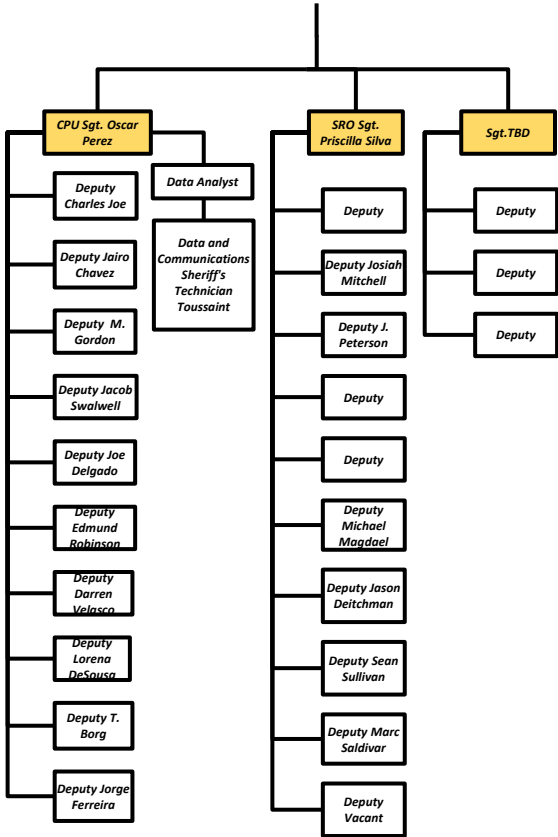 CPU Sgt. Oscar
Perez
Data Analyst
Data and
Communications
Sheriff's
Technician
Toussaint
Deputy
Charles Joe
Deputy Jairo
Chavez
Deputy M.
Gordon
Deputy Jacob
Swalwell
Deputy Joe
Delgado
Deputy
Edmund
Robinson
Deputy
Darren
Velasco
Deputy
Lorena
DeSousa
Deputy T.
Borg
Deputy Jorge
Ferreira
SRO Sgt.
Priscilla Silva
Deputy
Deputy Josiah
Mitchell
Deputy J.
Peterson
Deputy
Deputy
Deputy
Michael
Magdael
Deputy Jason
Deitchman
Deputy Sean
Sullivan
Deputy Marc
Saldivar
Deputy
Vacant
Sgt.TBD
Deputy
Deputy
Deputy